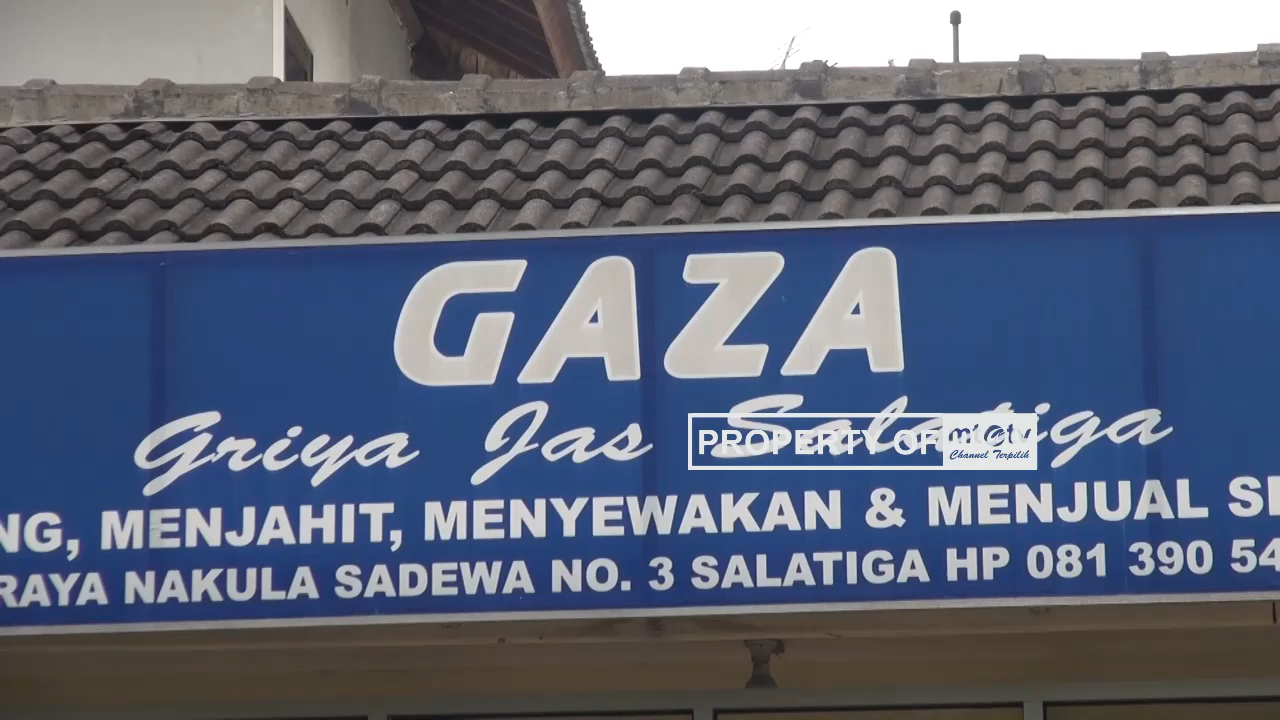 GAZA
Griya Jas Salatiga
PROPERTY OF
Channel Terpilih
NG, MENJAHIT, MENYEWAKAN & MENJUAL
RAYA NAKULA SADEWA NO. 3 SALATIGA HP 081 390 54